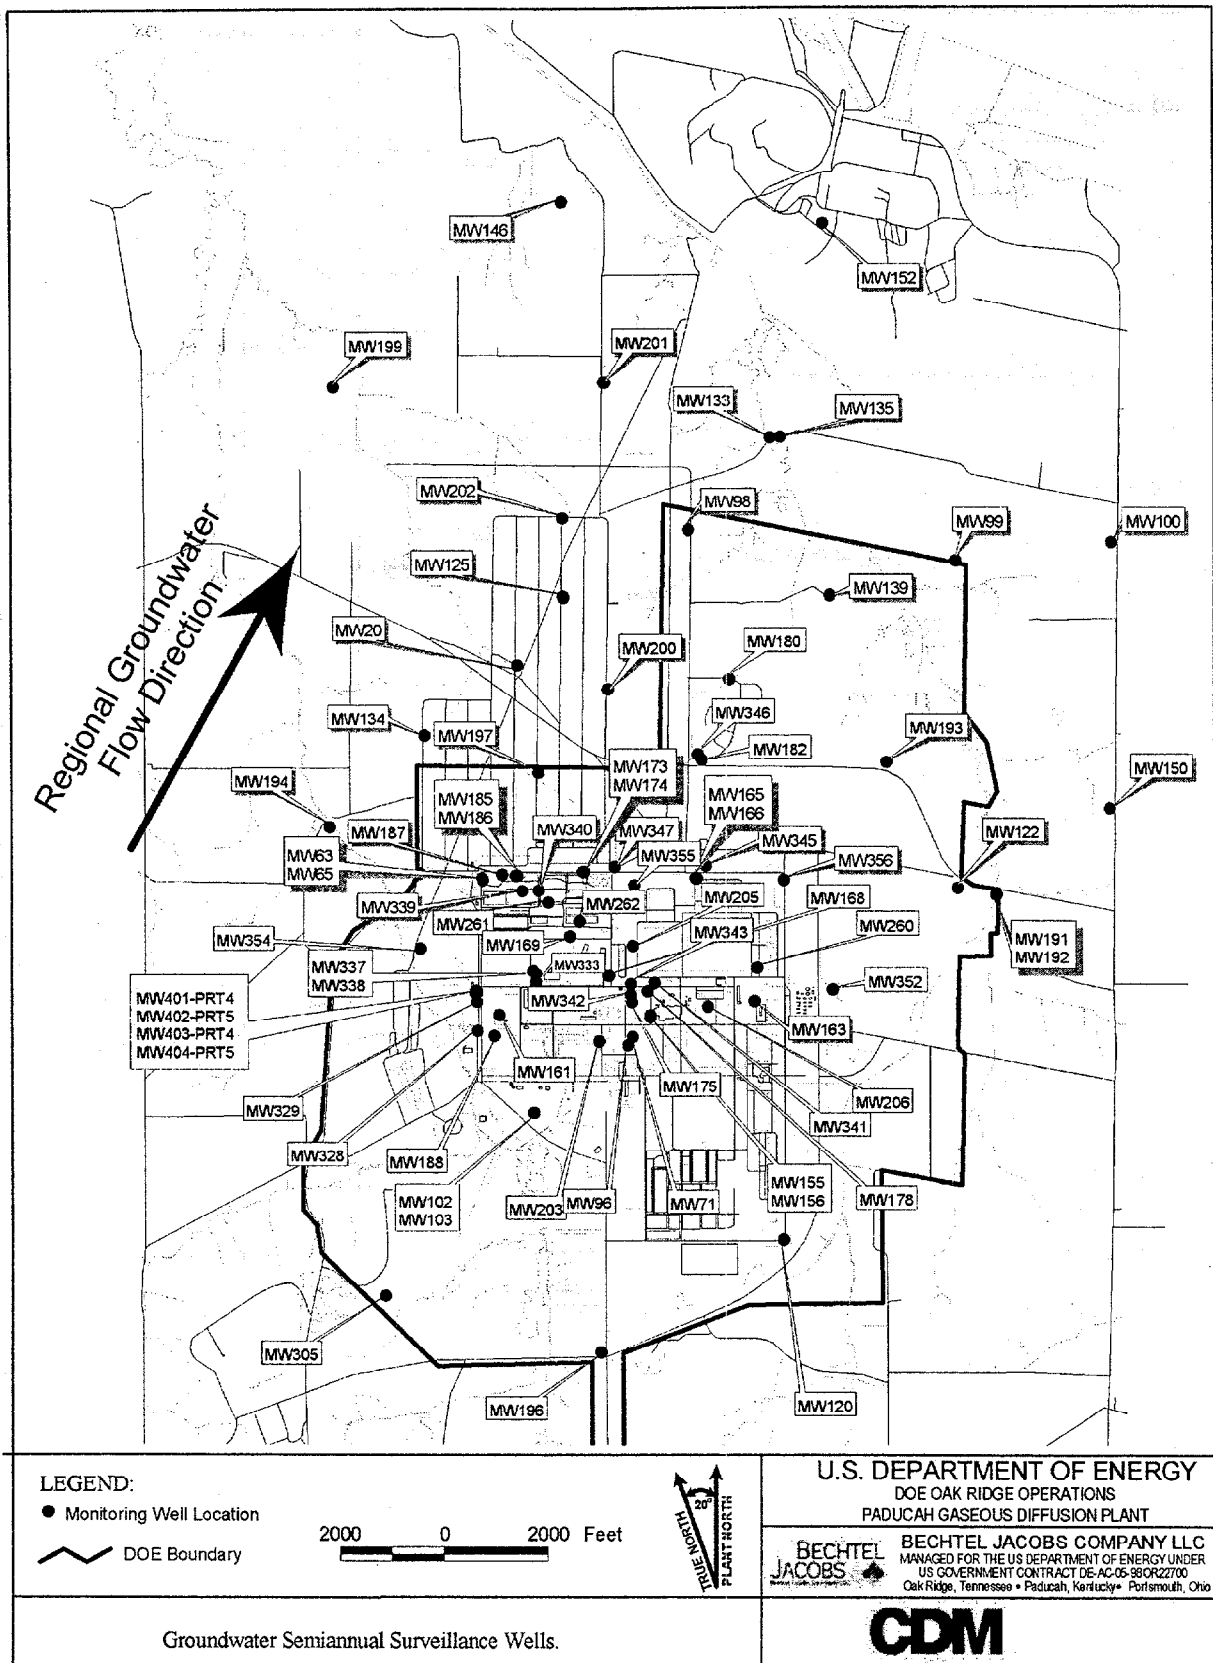 MW146
MW152
MW199
MW201
MW133
MW135
MW202
MW98
MW99
MW100
MW125
MW139
Regional Groundwater
Flow Direction
MW20
MW200
MW180
MW134
MW197
MW346
MW182
MW193
MW173
MW174
MW150
MW194
MW185
MW186
MW165
MW166
MW187
MW340
MW347
MW345
MW122
MW63
MW65
MW355
MW356
MW339
MW262
MW205
MW168
MW261
MW354
MW169
MW343
MW260
MW191
MW192
MW337
MW338
MW333
MW352
MW401-PRT4
MW402-PRT5
MW403-PRT4
MW404-PRT5
MW342
MW163
MW161
MW175
MW329
MW206
MW341
MW328
MW188
MW102
MW103
MW203
MW96
MW71
MW155
MW156
MW178
MW305
MW196
MW120
LEGEND:
Monitoring Well Location
DOE Boundary
2000 0 2000 Feet
TRUE NORTH
20°
PLANT NORTH
U.S. DEPARTMENT OF ENERGY
DOE OAK RIDGE OPERATIONS
PADUCAH GASEOUS DIFFUSION PLANT
BECHTEL
JACOBS
BECHTEL JACOBS COMPANY LLC
MANAGED FOR THE US DEPARTMENT OF ENERGY UNDER
US GOVERNMENT CONTRACT DE-AC-05-98OR22700
Oak Ridge, Tennessee • Paducah, Kentucky • Portsmouth, Ohio
Groundwater Semiannual Surveillance Wells.
CDM